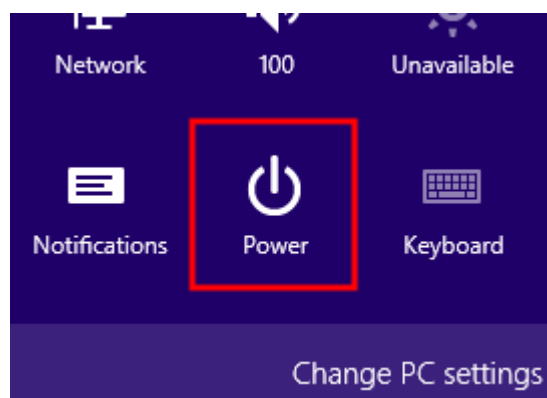 Network 100 Unavailable
Notifications Power Keyboard
Change PC settings